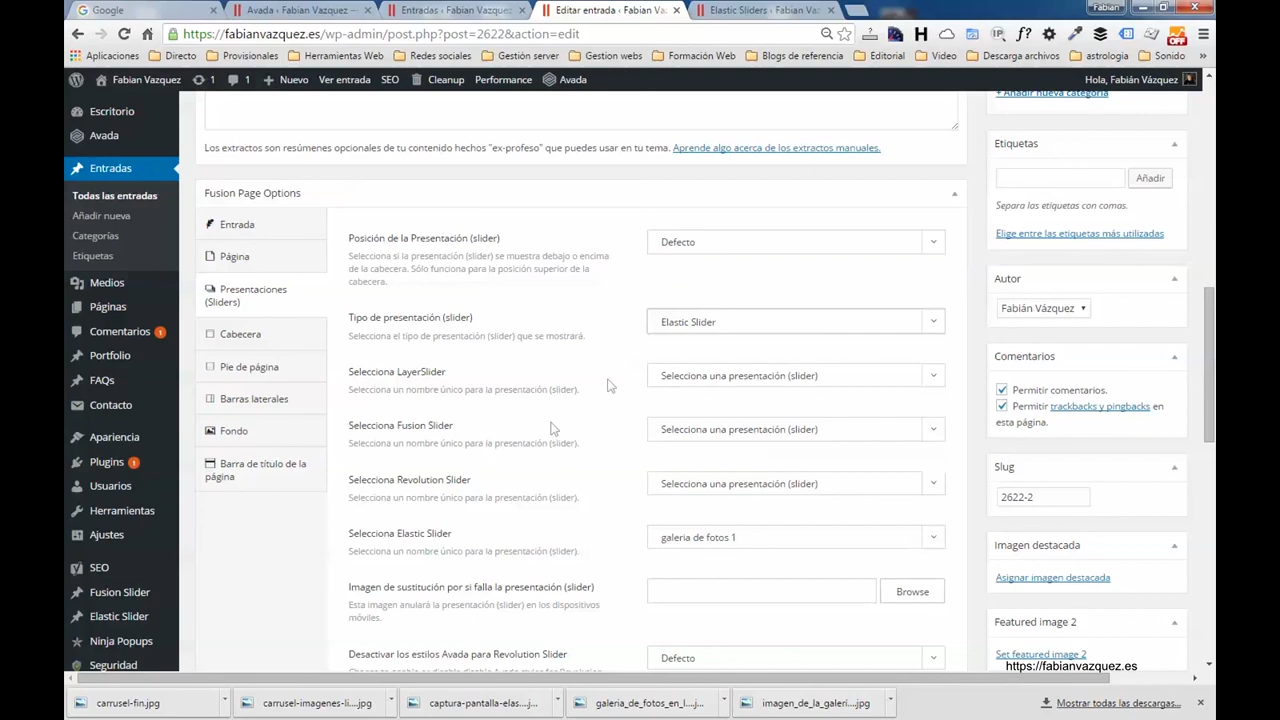 Google
Avada ‹ Fabian Vazquez —
Entradas ‹ Fabian Vazquez
Editar entrada ‹ Fabian Va
Elastic Sliders ‹ Fabian Va
Fabian
https://fabianvazquez.es/wp-admin/post.php?post=2622&action=edit
Aplicaciones
Directo
Provisionales
Herramientas Web
Redes sociales
Gestión server
Gestion webs
Formación Web
Blogs de referencia
Editorial
Video
Descarga archivos
astrologia
Sonido
Fabian Vazquez
1
1
Nuevo
Ver entrada
SEO
Cleanup
Performance
Avada
Hola, Fabián Vázquez
Escritorio
Avada
Entradas
Todas las entradas
Añadir nueva
Categorías
Etiquetas
Medios
Páginas
Comentarios 1
Portfolio
FAQs
Contacto
Apariencia
Plugins 1
Usuarios
Herramientas
Ajustes
SEO
Fusion Slider
Elastic Slider
Ninja Popups
Seguridad
Los extractos son resúmenes opcionales de tu contenido hechos "ex-profeso" que puedes usar en tu tema. Aprende algo acerca de los extractos manuales.
Fusion Page Options
Entrada
Página
Presentaciones
(Sliders)
Cabecera
Pie de página
Barras laterales
Fondo
Barra de título de la
página
Posición de la Presentación (slider)
Selecciona si la presentación (slider) se muestra debajo o encima
de la cabecera. Sólo funciona para la posición superior de la
cabecera.
Defecto
Tipo de presentación (slider)
Selecciona el tipo de presentación (slider) que se mostrará.
Elastic Slider
Selecciona LayerSlider
Selecciona un nombre único para la presentación (slider).
Selecciona una presentación (slider)
Selecciona Fusion Slider
Selecciona un nombre único para la presentación (slider).
Selecciona una presentación (slider)
Selecciona Revolution Slider
Selecciona un nombre único para la presentación (slider).
Selecciona una presentación (slider)
Selecciona Elastic Slider
Selecciona un nombre único para la presentación (slider).
galeria de fotos 1
Imagen de sustitución por si falla la presentación (slider)
Esta imagen anulará la presentación (slider) en los dispositivos
móviles.
Browse
Desactivar los estilos Avada para Revolution Slider
Defecto
+ Añadir nueva categoría
Etiquetas
Añadir
Separa las etiquetas con comas.
Elige entre las etiquetas más utilizadas
Autor
Fabián Vázquez
Comentarios
Permitir comentarios.
Permitir trackbacks y pingbacks en
esta página.
Slug
2622-2
Imagen destacada
Asignar imagen destacada
Featured image 2
Set featured image 2
https://fabianvazquez.es
carrusel-fin.jpg
carrusel-imagenes-li....jpg
captura-pantalla-elas....j...
galeria_de_fotos_en_l....j...
imagen_de_la_galeri....jpg
Mostrar todas las descargas...